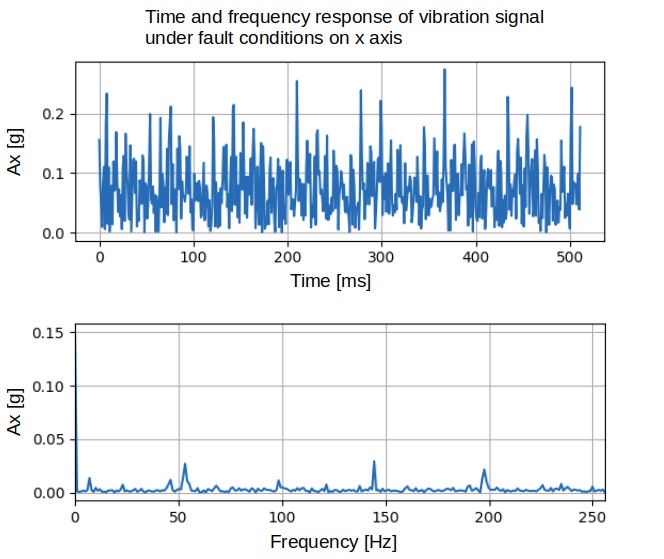 Time and frequency response of vibration signal
under fault conditions on x axis
Ax [g]
0.2
0.1
0.0
0 100 200 300 400 500
Time [ms]
Ax [g]
0.15
0.10
0.05
0.00
0 50 100 150 200 250
Frequency [Hz]